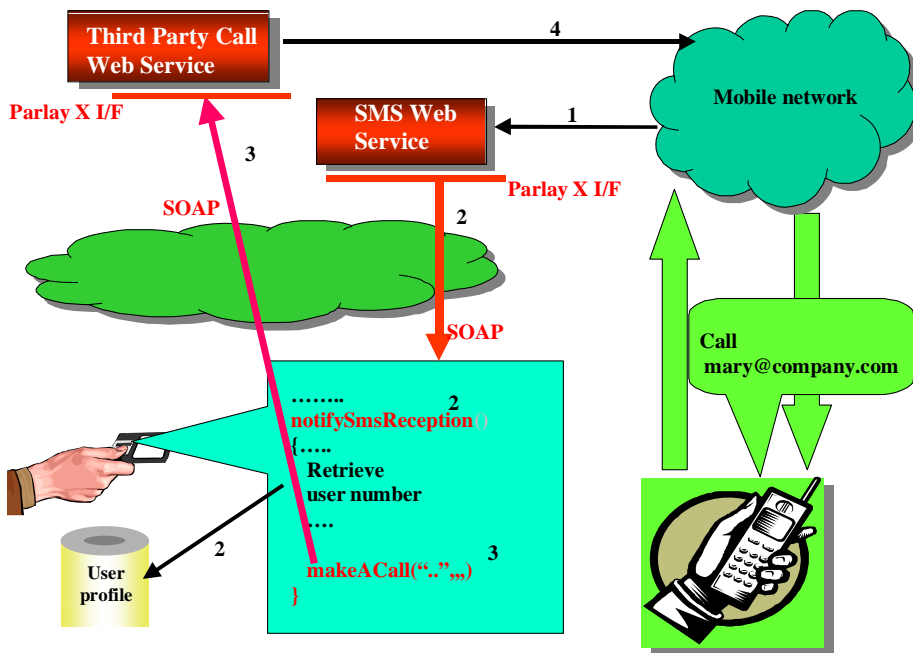 Third Party Call
Web Service
4
Mobile network
Parlay X I/F
SMS Web
Service
1
3
Parlay X I/F
SOAP
2
SOAP
Call
mary@company.com
……..
2
notifySmsReception()
{…..
Retrieve
user number
….
2
3
makeACall(“..”,,,)
}
User
profile